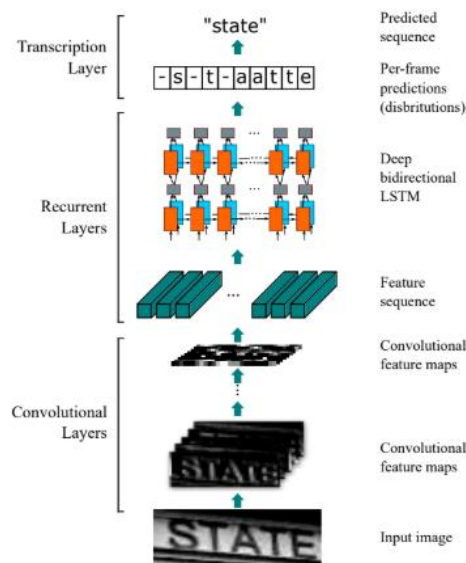 "state"
Predicted sequence
Transcription Layer
-s-t-aatte
Per-frame predictions (disbritutions)
Deep bidirectional LSTM
Recurrent Layers
...
Feature sequence
Convolutional feature maps
Convolutional Layers
STATE
Convolutional feature maps
STATE
Input image